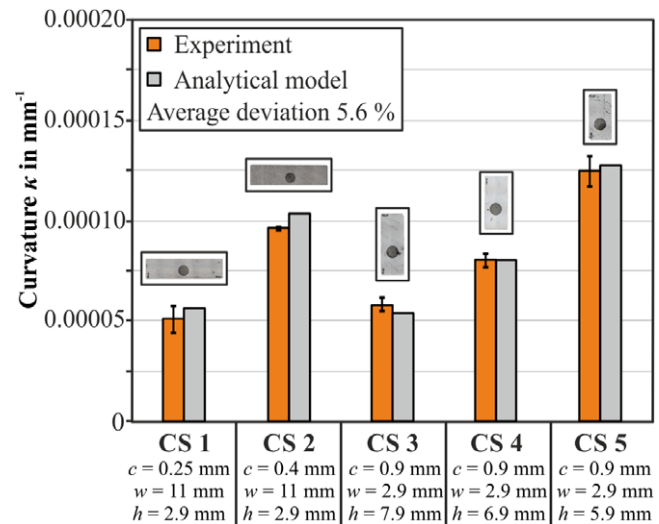 0.00020
0.00015
0.00010
0.00005
0
Curvature κ in mm⁻¹
Experiment
Analytical model
Average deviation 5.6 %
CS 1 CS 2 CS 3 CS 4 CS 5
c = 0.25 mm c = 0.4 mm c = 0.9 mm c = 0.9 mm c = 0.9 mm
w = 11 mm w = 11 mm w = 2.9 mm w = 2.9 mm w = 2.9 mm
h = 2.9 mm h = 2.9 mm h = 7.9 mm h = 6.9 mm h = 5.9 mm